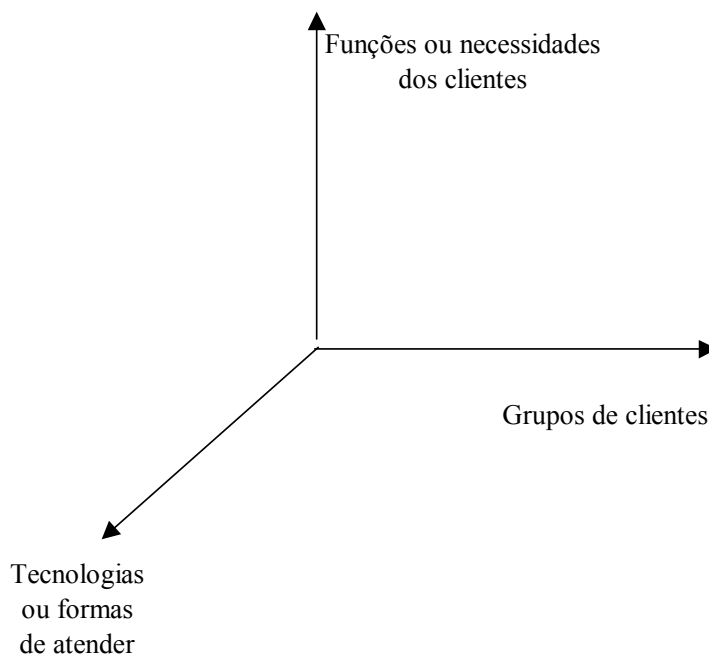 Funções ou necessidades
dos clientes
Grupos de clientes
Tecnologias
ou formas
de atender